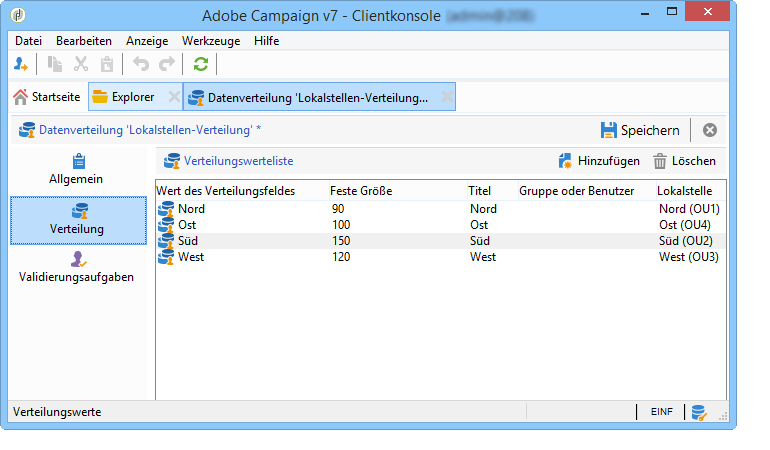 Adobe Campaign v7 - Clientkonsole
Datei Bearbeiten Anzeige Werkzeuge Hilfe
Startseite Explorer Datenverteilung 'Lokalstellen-Verteilung...
Datenverteilung 'Lokalstellen-Verteilung' * Speichern
Allgemein
Verteilung
Validierungsaufgaben
Verteilungswerteliste Hinzufügen Löschen
Wert des Verteilungsfeldes Feste Größe Titel Gruppe oder Benutzer Lokalstelle
Nord 90 Nord Nord (OU1)
Ost 100 Ost Ost (OU4)
Süd 150 Süd Süd (OU2)
West 120 West West (OU3)
Verteilungswerte EINF